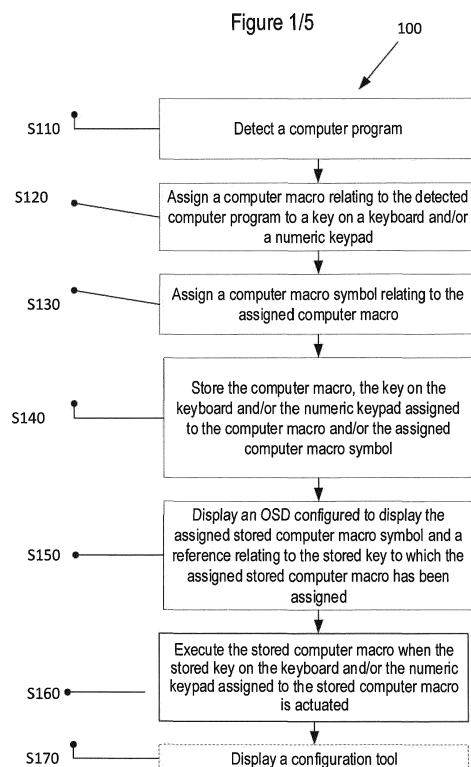 Figure 1/5
100
S110
Detect a computer program
S120
Assign a computer macro relating to the detected
computer program to a key on a keyboard and/or
a numeric keypad
S130
Assign a computer macro symbol relating to the
assigned computer macro
S140
Store the computer macro, the key on the
keyboard and/or the numeric keypad assigned
to the computer macro and/or the assigned
computer macro symbol
S150
Display an OSD configured to display the
assigned stored computer macro symbol and a
reference relating to the stored key to which the
assigned stored computer macro has been
assigned
S160
Execute the stored computer macro when the
stored key on the keyboard and/or the numeric
keypad assigned to the stored computer macro
is actuated
S170
Display a configuration tool